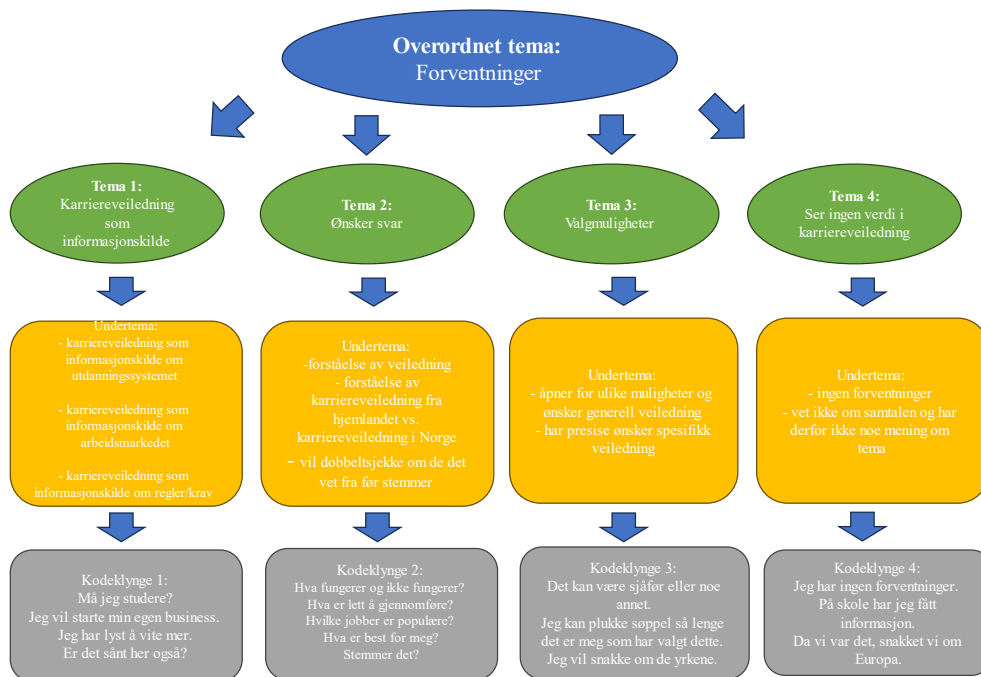 Overordnet tema:
Forventninger
Tema 1:
Karriereveiledning
som
informasjonskilde
Tema 2:
Ønsker svar
Tema 3:
Valgmuligheter
Tema 4:
Ser ingen verdi i
karriereveiledning
Undertema:
- karriereveiledning som
informasjonskilde om
utdanningssystemet
- karriereveiledning som
informasjonskilde om
arbeidsmarkedet
- karriereveiledning som
informasjonskilde om regler/krav
Undertema:
-forståelse av veiledning
- forståelse av
karriereveiledning fra
hjemlandet vs.
karriereveiledning i Norge
- vil dobbeltsjekke om de det
vet fra før stemmer
Undertema:
- åpner for ulike muligheter og
ønsker generell veiledning
- har presise ønsker spesifikk
veiledning
Undertema:
- ingen forventninger
- vet ikke om samtalen og har
derfor ikke noe mening om
tema
Kodeklynge 1:
Må jeg studere?
Jeg vil starte min egen business.
Jeg har lyst å vite mer.
Er det sånt her også?
Kodeklynge 2:
Hva fungerer og ikke fungerer?
Hva er lett å gjennomføre?
Hvilke jobber er populære?
Hva er best for meg?
Stemmer det?
Kodeklynge 3:
Det kan være sjåfør eller noe
annet.
Jeg kan plukke søppel så lenge
det er meg som har valgt dette.
Jeg vil snakke om de yrkene.
Kodeklynge 4:
Jeg har ingen forventninger.
På skole har jeg fått
informasjon.
Da vi var det, snakket vi om
Europa.